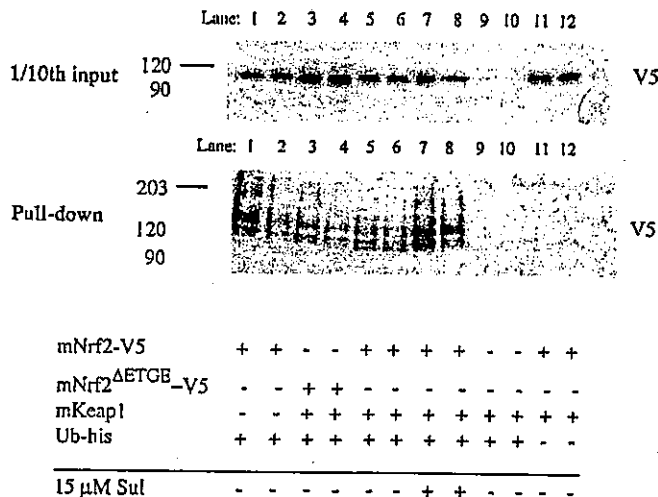 Lane: 1 2 3 4 5 6 7 8 9 10 11 12
1/10th input 120 90 V5
Lane: 1 2 3 4 5 6 7 8 9 10 11 12
203
Pull-down 120 90 V5
mNrf2-V5 + + - - + + + + - - + +
mNrf2ΔETGE–V5 - - + + - - - - - - - -
mKeap1 - - + + + + + + + + + +
Ub-his + + + + + + + + + + - -
15 μM Sul - - - - - - + + - - - -